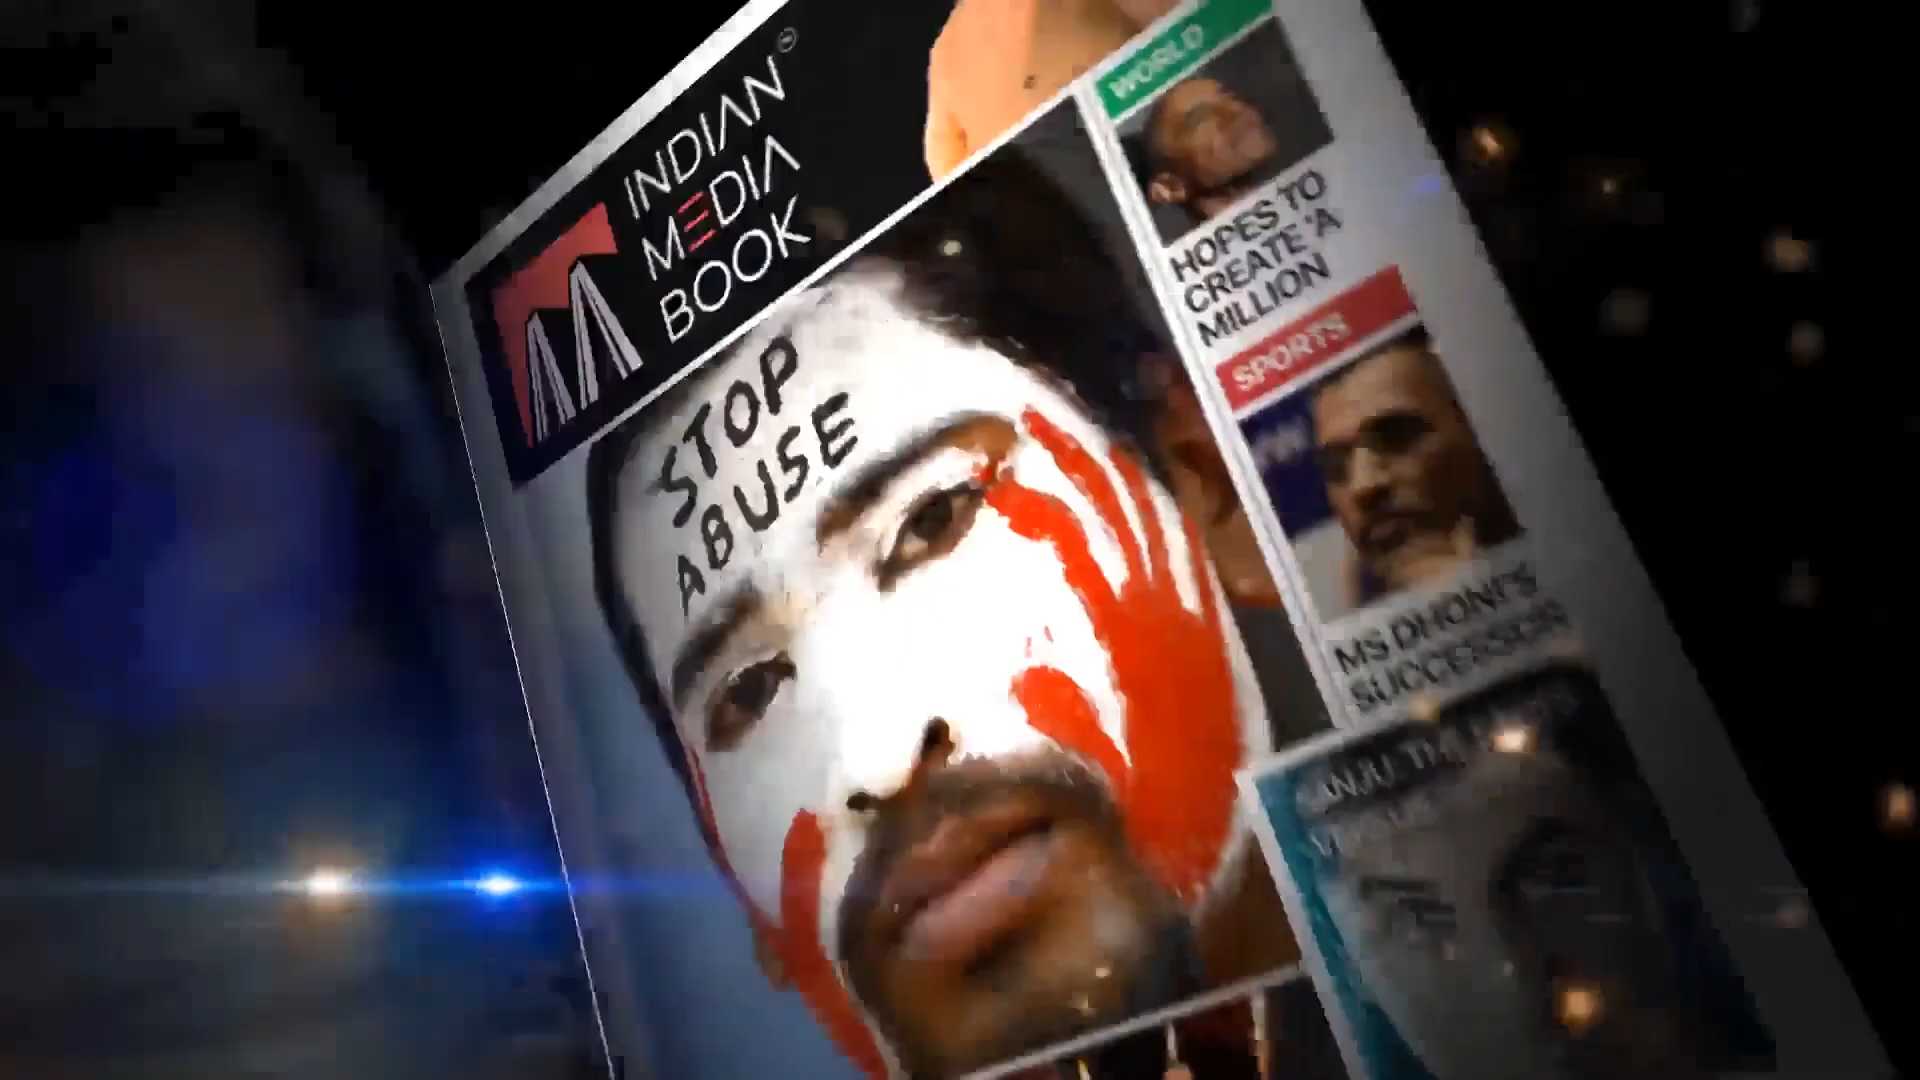 INDIAN
MEDIA
BOOK
STOP
ABUSE
WORLD
HOPES TO
CREATE 'A
MILLION
SPORTS
MS DHONI'S
SUCCESSOR